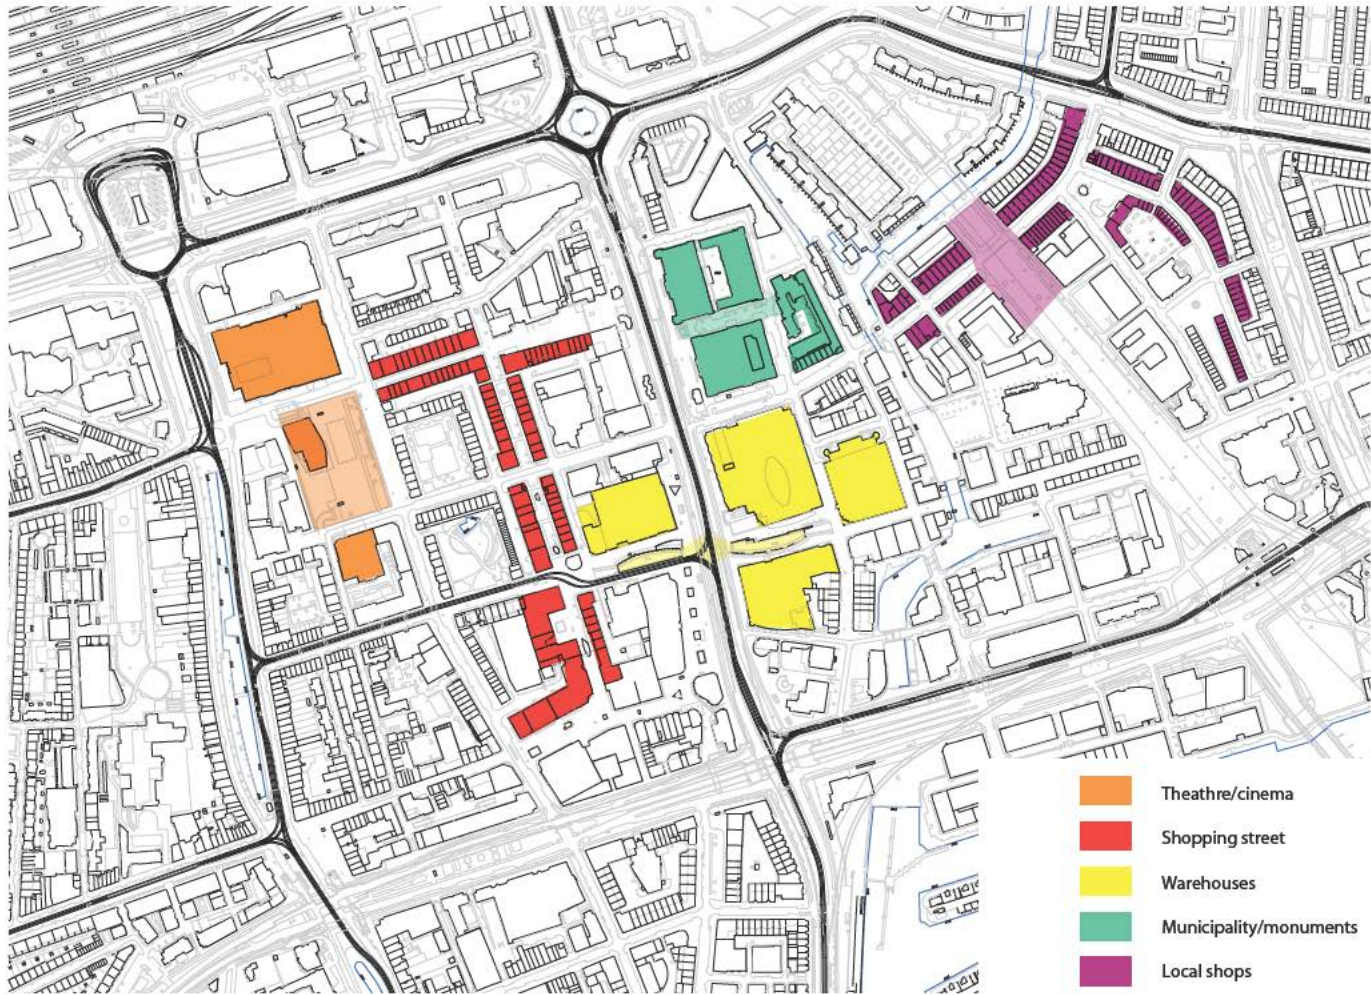 Theathre/cinema
Shopping street
Warehouses
Municipality/monuments
Local shops